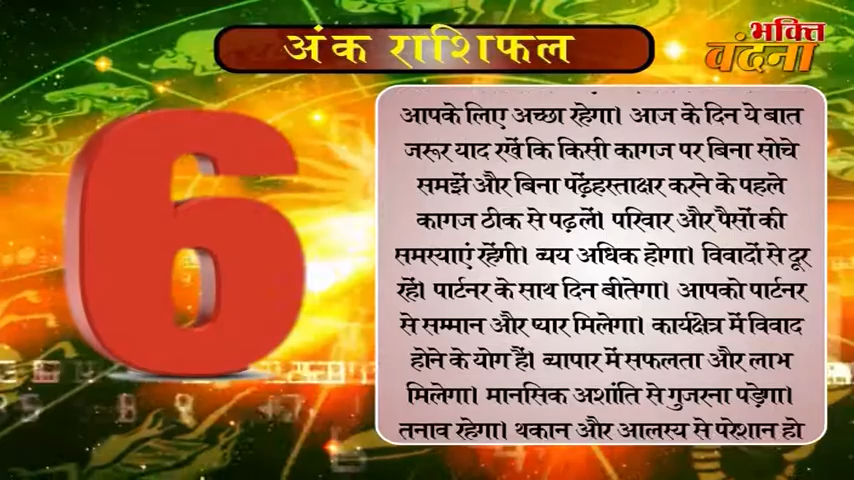 अंक राशिफल
भक्ति
वंदना
6
आपके लिए अच्छा रहेगा। आज के दिन ये बात
जरूर याद रखें कि किसी कागज पर बिना सोचे
समझें और बिना पढ़ेंहस्ताक्षर करने के पहले
कागज ठीक से पढ़लें। परिवार और पैसों की
समस्याएं रहेंगी। व्यय अधिक होगा। विवादों से दूर
रहें। पार्टनर के साथ दिन बीतेगा। आपको पार्टनर
से सम्मान और प्यार मिलेगा। कार्यक्षेत्र में विवाद
होने के योग हैं। व्यापार में सफलता और लाभ
मिलेगा। मानसिक अशांति से गुजरना पड़ेगा।
तनाव रहेगा। थकान और आलस्य से परेशान हो